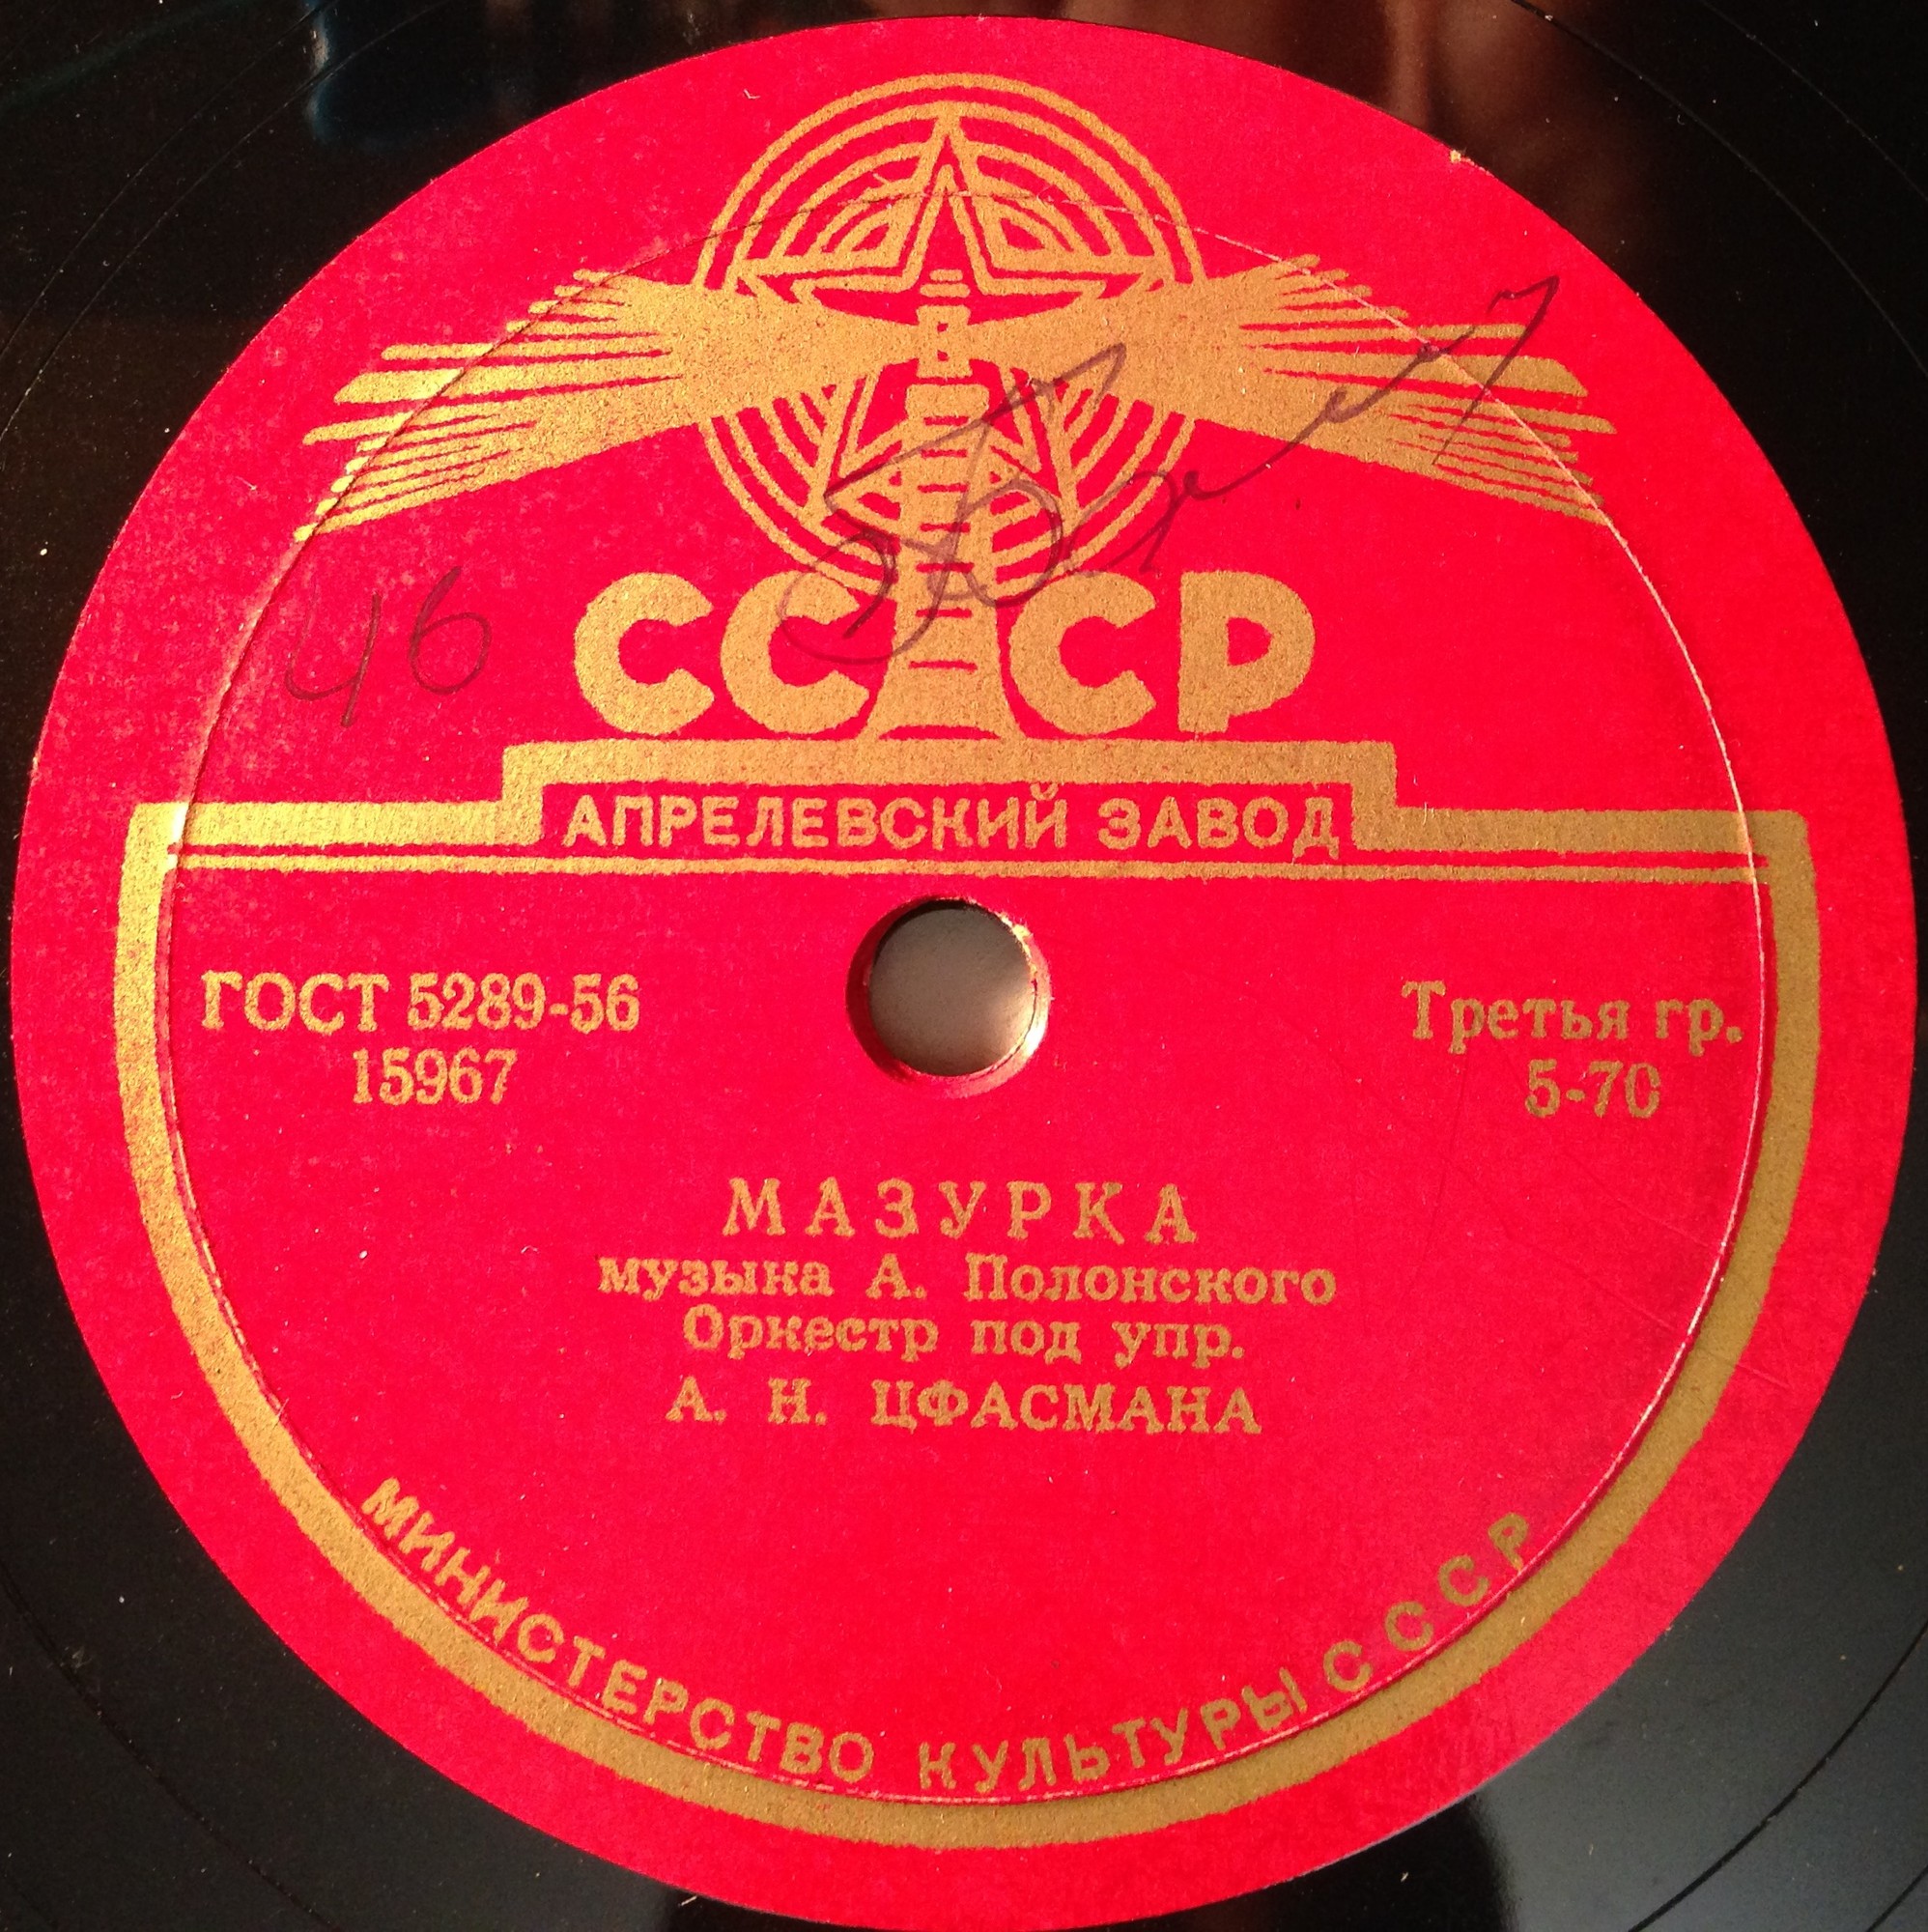 46
СССР
АПРЕЛЕВСКИЙ ЗАВОД
ГОСТ 5289-56
15967
Третья гр.
5-70
МАЗУРКА
музыка А. Полонского
Оркестр под упр.
А. Н. ЦФАСМАНА
МИНИСТЕРСТВО КУЛЬТУРЫ СССР